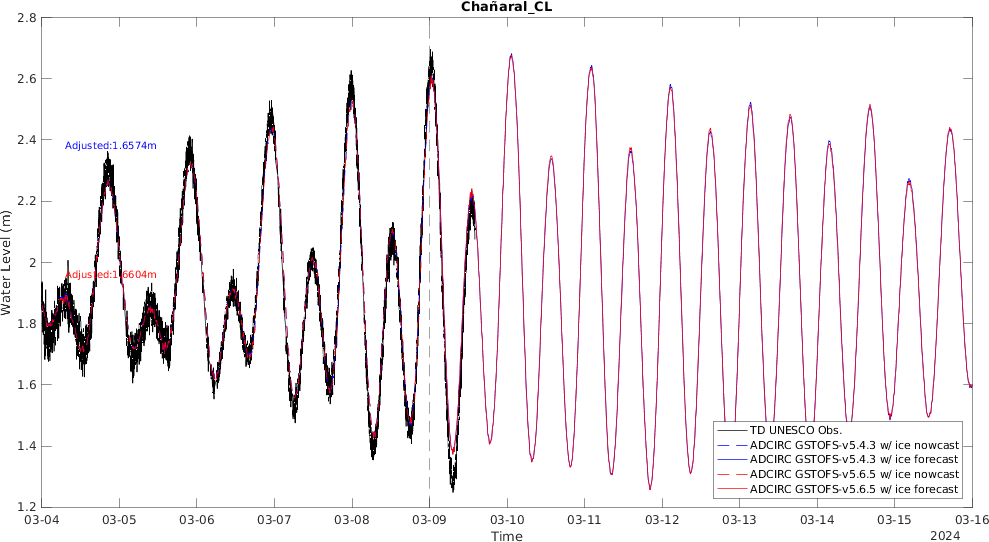 Chañaral_CL
2.8
2.6
2.4
2.2
2
1.8
1.6
1.4
1.2
Water Level (m)
Adjusted:1.6574m
Adjusted:1.6604m
TD UNESCO Obs.
ADCIRC GSTOFS-v5.4.3 w/ ice nowcast
ADCIRC GSTOFS-v5.4.3 w/ ice forecast
ADCIRC GSTOFS-v5.6.5 w/ ice nowcast
ADCIRC GSTOFS-v5.6.5 w/ ice forecast
03-04 03-05 03-06 03-07 03-08 03-09 03-10 03-11 03-12 03-13 03-14 03-15 03-16
Time
2024